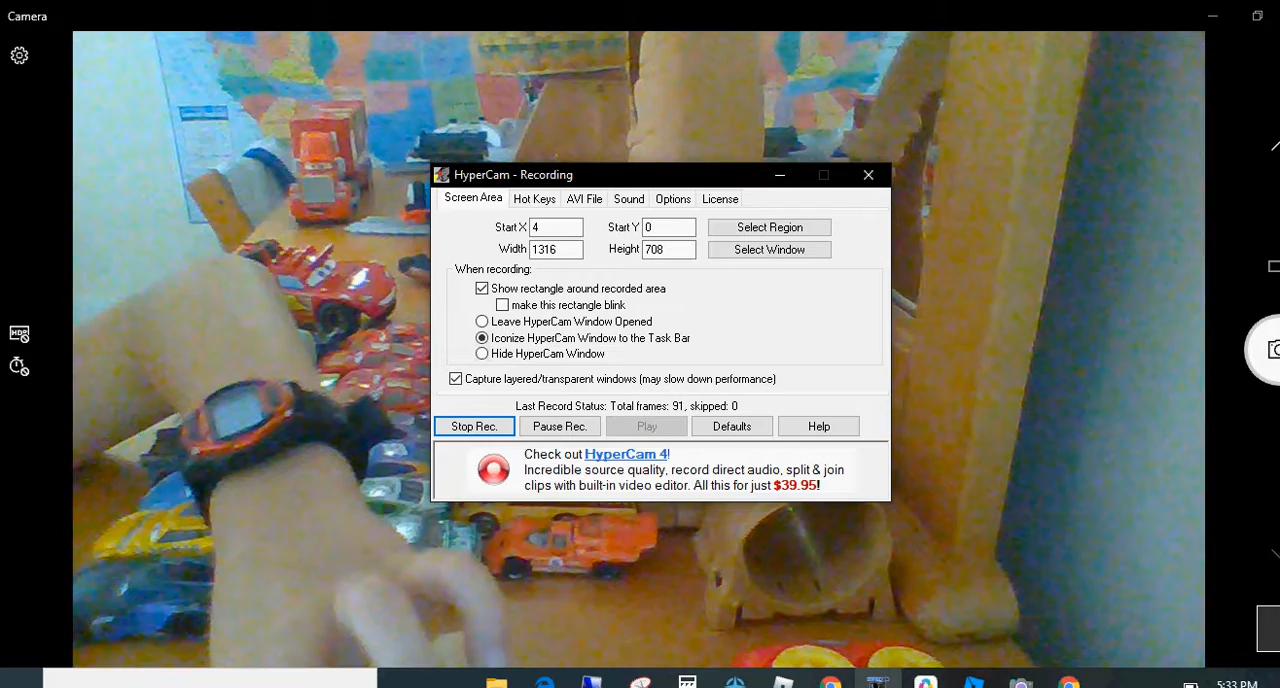 Camera
HyperCam - Recording
Screen Area Hot Keys AVI File Sound Options License
Start X 4 Start Y 0 Select Region
Width 1316 Height 708 Select Window
When recording:
Show rectangle around recorded area
make this rectangle blink
Leave HyperCam Window Opened
Iconize HyperCam Window to the Task Bar
Hide HyperCam Window
Capture layered/transparent windows (may slow down performance)
Last Record Status: Total frames: 91, skipped: 0
Stop Rec. Pause Rec. Play Defaults Help
Check out HyperCam 4!
Incredible source quality, record direct audio, split & join
clips with built-in video editor. All this for just $39.95!
5:33 PM